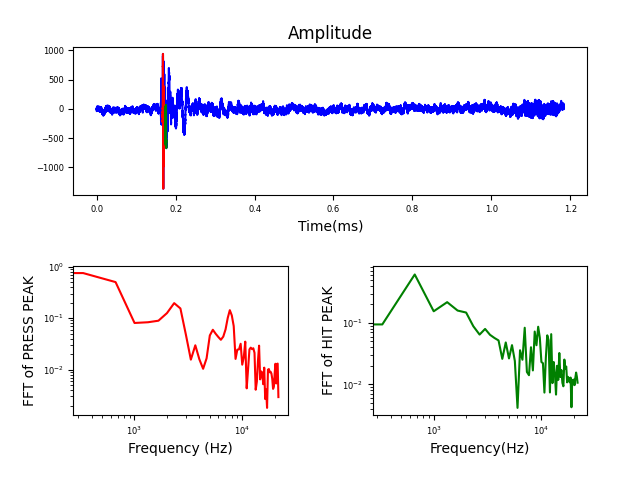 Amplitude
1000
500
0
−500
−1000
0.0 0.2 0.4 0.6 0.8 1.0 1.2
Time(ms)
10⁰
10⁻¹
10⁻²
FFT of PRESS PEAK
10³ 10⁴
Frequency (Hz)
10⁻¹
10⁻²
FFT of HIT PEAK
10³ 10⁴
Frequency(Hz)